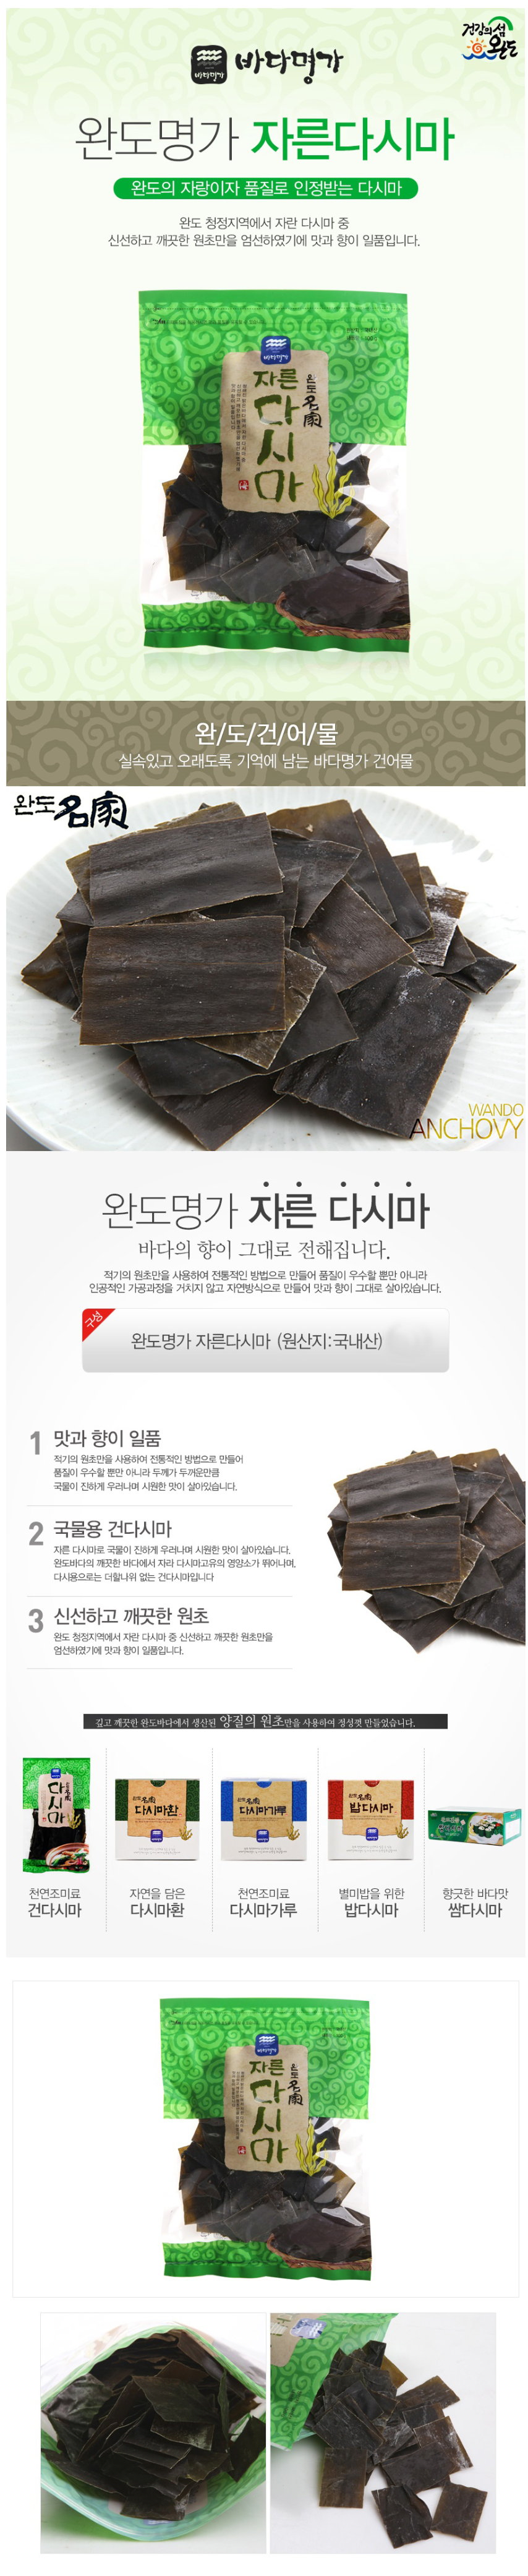 바다명가
건강의 섬
완도
바다명가
완도명가 자른다시마
완도의 자랑이자 품질로 인정받는 다시마
완도 청정지역에서 자란 다시마 중
신선하고 깨끗한 원초만을 엄선하였기에 맛과 향이 일품입니다.
바다명가
완도 名家
자른
다시마
완/도/건/어/물
실속있고 오래도록 기억에 남는 바다명가 건어물
완도 名家
WANDO
ANCHOVY
완도명가 자른 다시마
바다의 향이 그대로 전해집니다.
적기의 원초만을 사용하여 전통적인 방법으로 만들어 품질이 우수할 뿐만 아니라
인공적인 가공과정을 거치지 않고 자연방식으로 만들어 맛과 향이 그대로 살아있습니다.
구성
완도명가 자른다시마 (원산지:국내산)
1 맛과 향이 일품
적기의 원초만을 사용하여 전통적인 방법으로 만들어
품질이 우수할 뿐만 아니라 두께가 두꺼운만큼
국물이 진하게 우러나며 시원한 맛이 살아있습니다.
2 국물용 건다시마
자른 다시마로 국물이 진하게 우러나며 시원한 맛이 살아있습니다.
완도바다의 깨끗한 바다에서 자라 다시마고유의 영양소가 뛰어나며,
다시용으로는 더할나위 없는 건다시마입니다
3 신선하고 깨끗한 원초
완도 청정지역에서 자란 다시마 중 신선하고 깨끗한 원초만을
엄선하였기에 맛과 향이 일품입니다.
깊고 깨끗한 완도바다에서 생산된 양질의 원초만을 사용하여 정성껏 만들었습니다.
다시마
名家
다시마환
名家
다시마가루
名家
밥다시마
천연조미료
건다시마
자연을 담은
다시마환
천연조미료
다시마가루
별미밥을 위한
밥다시마
향긋한 바다맛
쌈다시마
바다명가
완도 名家
자른
다시마